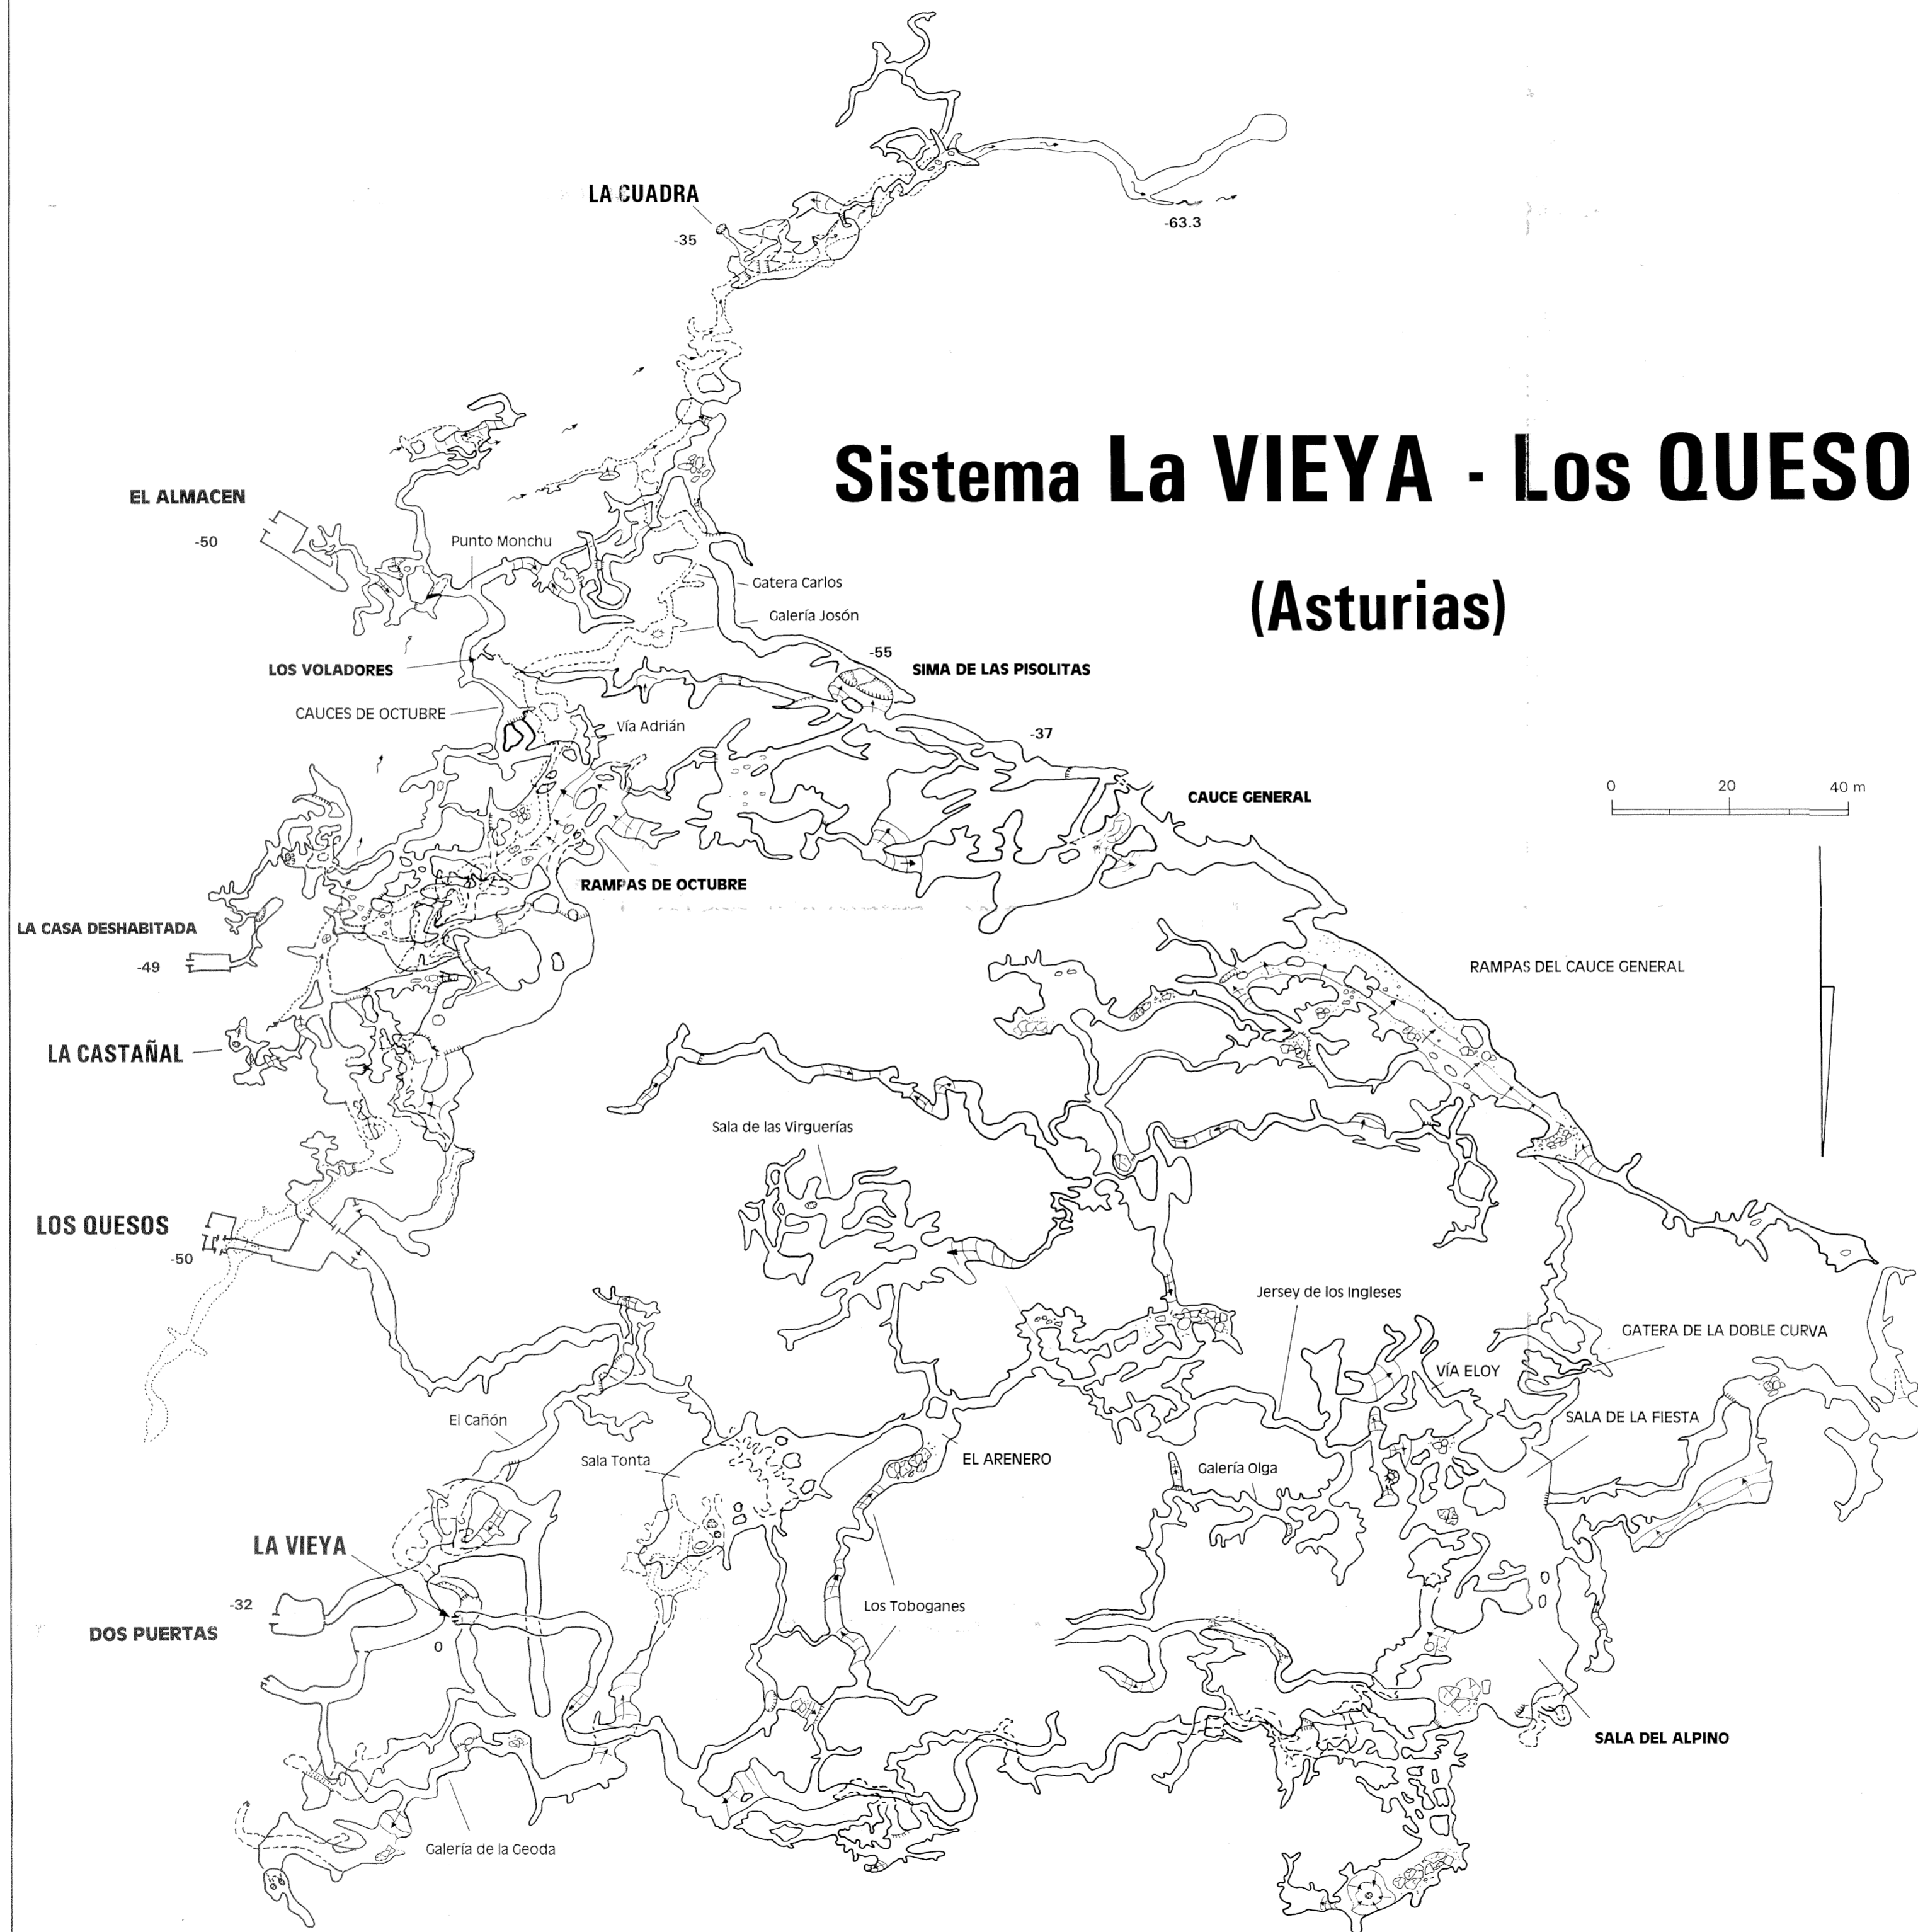 LA CUADRA
-35
-63.3
Sistema La VIEYA - Los QUESO
(Asturias)
EL ALMACEN
-50
Punto Monchu
Gatera Carlos
Galería Josón
-55
SIMA DE LAS PISOLITAS
LOS VOLADORES
CAUCES DE OCTUBRE
Vía Adrián
-37
CAUCE GENERAL
0 20 40 m
RAMPAS DE OCTUBRE
LA CASA DESHABITADA
-49
RAMPAS DEL CAUCE GENERAL
LA CASTAÑAL
Sala de las Virguerías
LOS QUESOS
-50
Jersey de los Ingleses
GATERA DE LA DOBLE CURVA
VÍA ELOY
El Cañón
SALA DE LA FIESTA
Sala Tonta
EL ARENERO
Galería Olga
LA VIEYA
-32
Los Toboganes
DOS PUERTAS
0
SALA DEL ALPINO
Galería de la Geoda